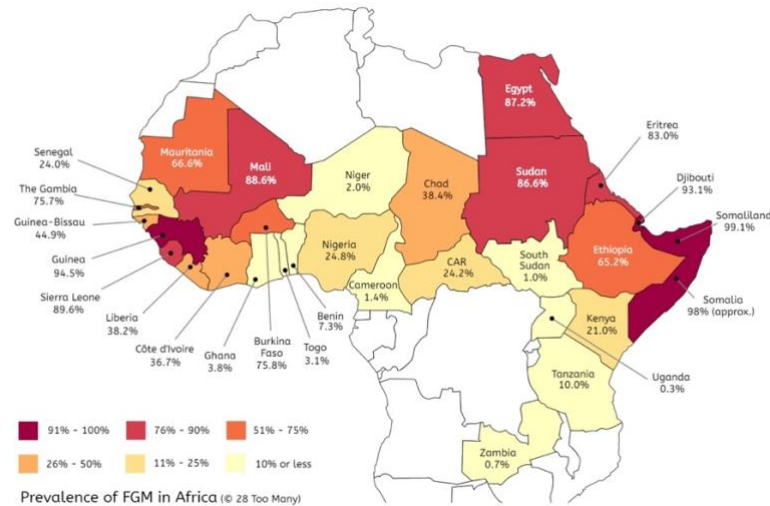 Egypt
87.2%
Eritrea
83.0%
Senegal
24.0%
Mauritania
66.6%
Mali
88.6%
Niger
2.0%
Chad
38.4%
Sudan
86.6%
Djibouti
93.1%
The Gambia
75.7%
Somaliland
99.1%
Guinea-Bissau
44.9%
Nigeria
24.8%
CAR
24.2%
South
Sudan
1.0%
Ethiopia
65.2%
Guinea
94.5%
Cameroon
1.4%
Somalia
98% (approx.)
Sierra Leone
89.6%
Benin
7.3%
Kenya
21.0%
Liberia
38.2%
Côte d'Ivoire
36.7%
Ghana
3.8%
Burkina
Faso
75.8%
Togo
3.1%
Uganda
0.3%
Tanzania
10.0%
Zambia
0.7%
91% - 100%
76% - 90%
51% - 75%
26% - 50%
11% - 25%
10% or less
Prevalence of FGM in Africa (© 28 Too Many)